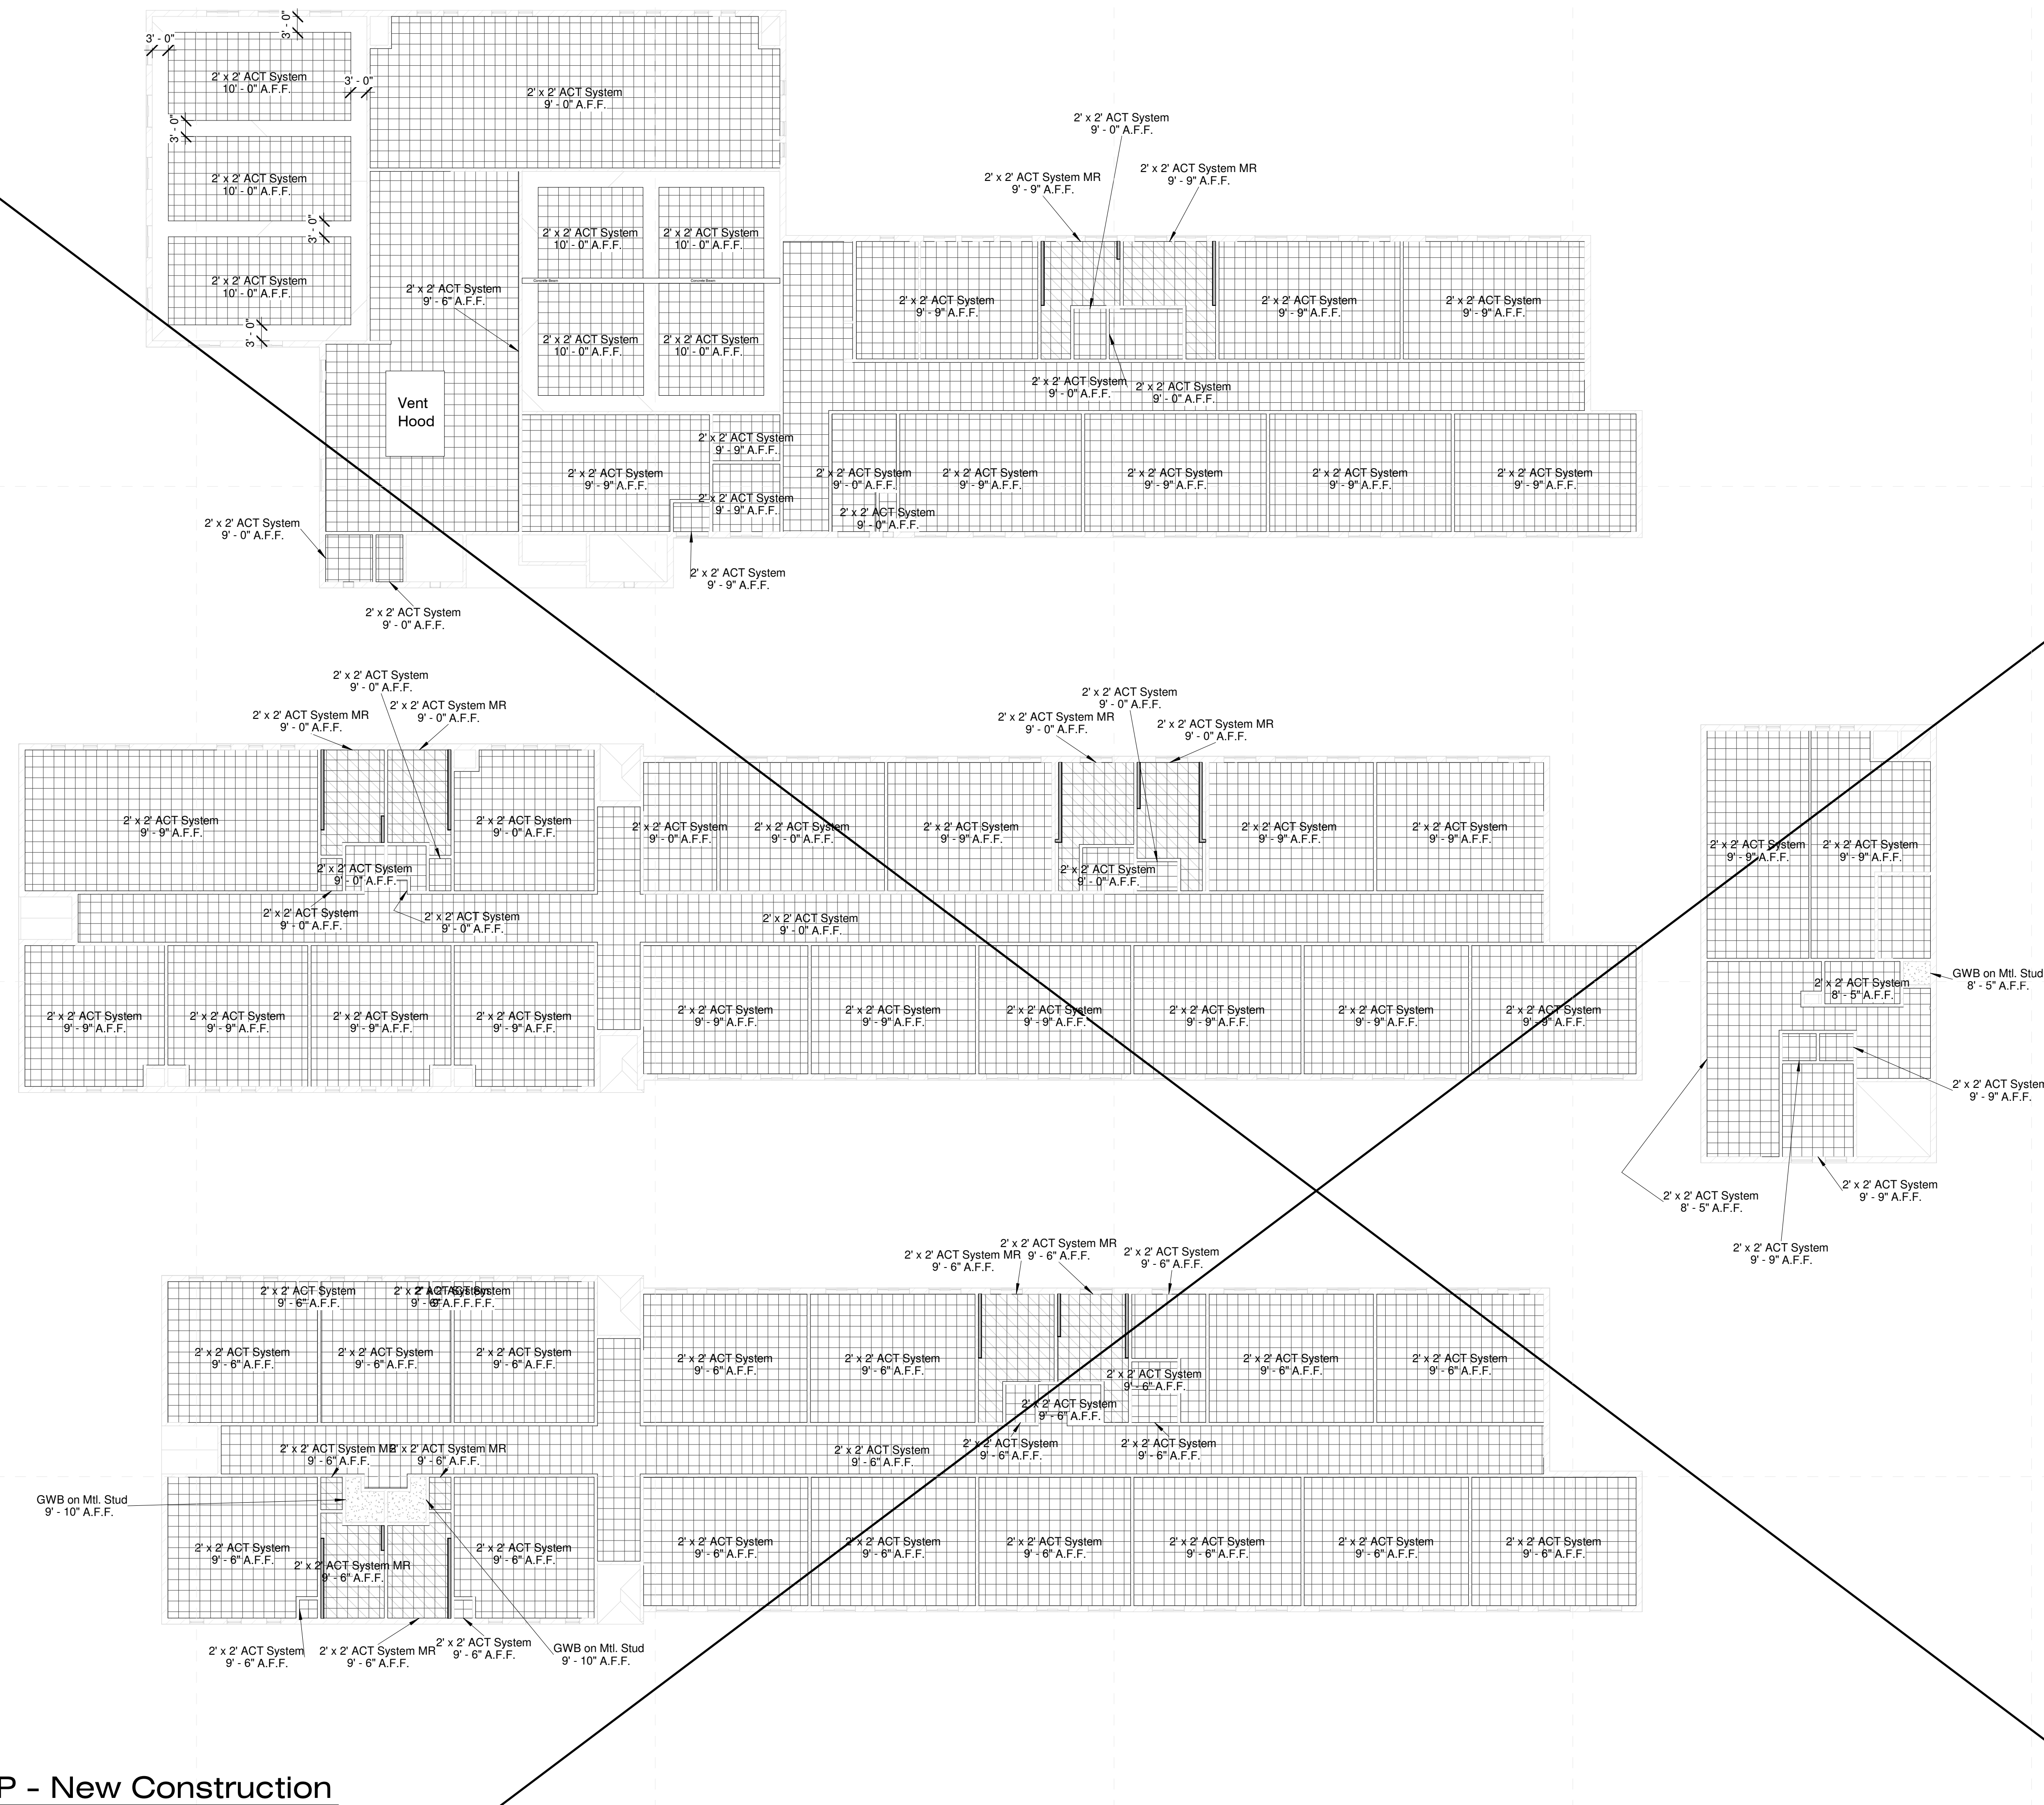 3' - 0"
3' - 0"
2' x 2' ACT System
10' - 0" A.F.F.
3' - 0"
2' x 2' ACT System
9' - 0" A.F.F.
3' - 0"
2' x 2' ACT System
10' - 0" A.F.F.
3' - 0"
2' x 2' ACT System
10' - 0" A.F.F.
3' - 0"
2' x 2' ACT System
10' - 0" A.F.F.
2' x 2' ACT System
10' - 0" A.F.F.
Concrete Beam
Concrete Beam
2' x 2' ACT System
9' - 6" A.F.F.
2' x 2' ACT System
10' - 0" A.F.F.
2' x 2' ACT System
10' - 0" A.F.F.
Vent
Hood
2' x 2' ACT System
9' - 9" A.F.F.
2' x 2' ACT System
9' - 9" A.F.F.
2' x 2' ACT System
9' - 9" A.F.F.
2' x 2' ACT System
9' - 0" A.F.F.
2' x 2' ACT System
9' - 0" A.F.F.
2' x 2' ACT System
9' - 9" A.F.F.
2' x 2' ACT System
9' - 0" A.F.F.
2' x 2' ACT System MR
9' - 9" A.F.F.
2' x 2' ACT System MR
9' - 9" A.F.F.
2' x 2' ACT System
9' - 9" A.F.F.
2' x 2' ACT System
9' - 9" A.F.F.
2' x 2' ACT System
9' - 9" A.F.F.
2' x 2' ACT System
9' - 0" A.F.F.
2' x 2' ACT System
9' - 0" A.F.F.
2' x 2' ACT System
9' - 0" A.F.F.
2' x 2' ACT System
9' - 9" A.F.F.
2' x 2' ACT System
9' - 9" A.F.F.
2' x 2' ACT System
9' - 9" A.F.F.
2' x 2' ACT System
9' - 9" A.F.F.
2' x 2' ACT System
9' - 0" A.F.F.
2' x 2' ACT System
9' - 0" A.F.F.
2' x 2' ACT System MR
9' - 0" A.F.F.
2' x 2' ACT System MR
9' - 0" A.F.F.
2' x 2' ACT System
9' - 9" A.F.F.
2' x 2' ACT System
9' - 0" A.F.F.
2' x 2' ACT System
9' - 0" A.F.F.
2' x 2' ACT System
9' - 0" A.F.F.
2' x 2' ACT System
9' - 0" A.F.F.
2' x 2' ACT System
9' - 9" A.F.F.
2' x 2' ACT System
9' - 9" A.F.F.
2' x 2' ACT System
9' - 9" A.F.F.
2' x 2' ACT System
9' - 9" A.F.F.
2' x 2' ACT System
9' - 0" A.F.F.
2' x 2' ACT System MR
9' - 0" A.F.F.
2' x 2' ACT System MR
9' - 0" A.F.F.
2' x 2' ACT System
9' - 0" A.F.F.
2' x 2' ACT System
9' - 0" A.F.F.
2' x 2' ACT System
9' - 9" A.F.F.
2' x 2' ACT System
9' - 9" A.F.F.
2' x 2' ACT System
9' - 9" A.F.F.
2' x 2' ACT System
9' - 0" A.F.F.
2' x 2' ACT System
9' - 0" A.F.F.
2' x 2' ACT System
9' - 9" A.F.F.
2' x 2' ACT System
9' - 9" A.F.F.
2' x 2' ACT System
9' - 9" A.F.F.
2' x 2' ACT System
9' - 9" A.F.F.
2' x 2' ACT System
9' - 9" A.F.F.
2' x 2' ACT System
9' - 9" A.F.F.
2' x 2' ACT System
9' - 9" A.F.F.
2' x 2' ACT System
9' - 9" A.F.F.
GWB on Mtl. Stud
8' - 5" A.F.F.
2' x 2' ACT System
8' - 5" A.F.F.
2' x 2' ACT System
9' - 9" A.F.F.
2' x 2' ACT System
9' - 9" A.F.F.
2' x 2' ACT System
8' - 5" A.F.F.
2' x 2' ACT System
9' - 9" A.F.F.
2' x 2' ACT System
9' - 6" A.F.F.
2' x 2' ACT System
9' - 6" A.F.F.
2' x 2' ACT System
9' - 6" A.F.F.
2' x 2' ACT System
9' - 6" A.F.F.
2' x 2' ACT System MR
9' - 6" A.F.F.
2' x 2' ACT System MR
9' - 6" A.F.F.
GWB on Mtl. Stud
9' - 10" A.F.F.
2' x 2' ACT System
9' - 6" A.F.F.
2' x 2' ACT System MR
9' - 6" A.F.F.
2' x 2' ACT System
9' - 6" A.F.F.
2' x 2' ACT System
9' - 6" A.F.F.
2' x 2' ACT System MR
9' - 6" A.F.F.
2' x 2' ACT System
9' - 6" A.F.F.
GWB on Mtl. Stud
9' - 10" A.F.F.
2' x 2' ACT System MR
9' - 6" A.F.F.
2' x 2' ACT System MR
9' - 6" A.F.F.
2' x 2' ACT System
9' - 6" A.F.F.
2' x 2' ACT System
9' - 6" A.F.F.
2' x 2' ACT System
9' - 6" A.F.F.
2' x 2' ACT System
9' - 6" A.F.F.
2' x 2' ACT System
9' - 6" A.F.F.
2' x 2' ACT System
9' - 6" A.F.F.
2' x 2' ACT System
9' - 6" A.F.F.
2' x 2' ACT System
9' - 6" A.F.F.
2' x 2' ACT System
9' - 6" A.F.F.
2' x 2' ACT System
9' - 6" A.F.F.
2' x 2' ACT System
9' - 6" A.F.F.
2' x 2' ACT System
9' - 6" A.F.F.
2' x 2' ACT System
9' - 6" A.F.F.
2' x 2' ACT System
9' - 6" A.F.F.
2' x 2' ACT System
9' - 6" A.F.F.
2' x 2' ACT System
9' - 6" A.F.F.
P - New Construction